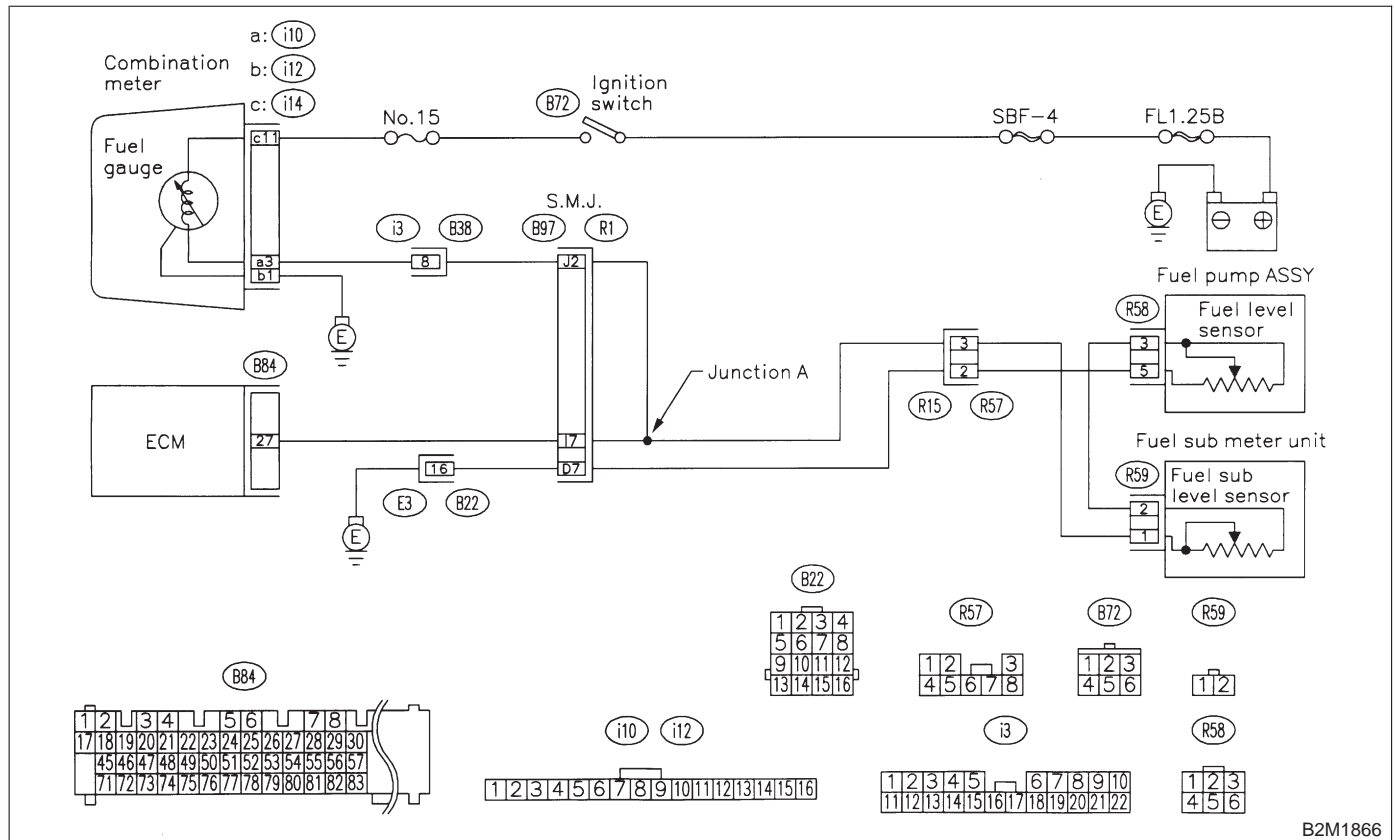 a: i10
Combination meter
b: i12
c: i14
Ignition switch
B72
No.15
SBF-4
FL1.25B
c11
Fuel gauge
E
⊖ ⊕
S.M.J.
i3 B38 B97 R1
a3
8
J2
b1
E
Fuel pump ASSY
R58
Fuel level sensor
3
5
B84
Junction A
3
2
R15 R57
ECM
27
I7
Fuel sub meter unit
R59
Fuel sub level sensor
2
1
16
D7
E3 B22
E
B22
1 2 3 4
5 6 7 8
9 10 11 12
13 14 15 16
R57
1 2 3
4 5 6 7 8
B72
1 2 3
4 5 6
R59
1 2
B84
1 2 3 4 5 6 7 8
17 18 19 20 21 22 23 24 25 26 27 28 29 30
45 46 47 48 49 50 51 52 53 54 55 56 57
71 72 73 74 75 76 77 78 79 80 81 82 83
i10 i12
1 2 3 4 5 6 7 8 9 10 11 12 13 14 15 16
i3
1 2 3 4 5 6 7 8 9 10
11 12 13 14 15 16 17 18 19 20 21 22
R58
1 2 3
4 5 6
B2M1866